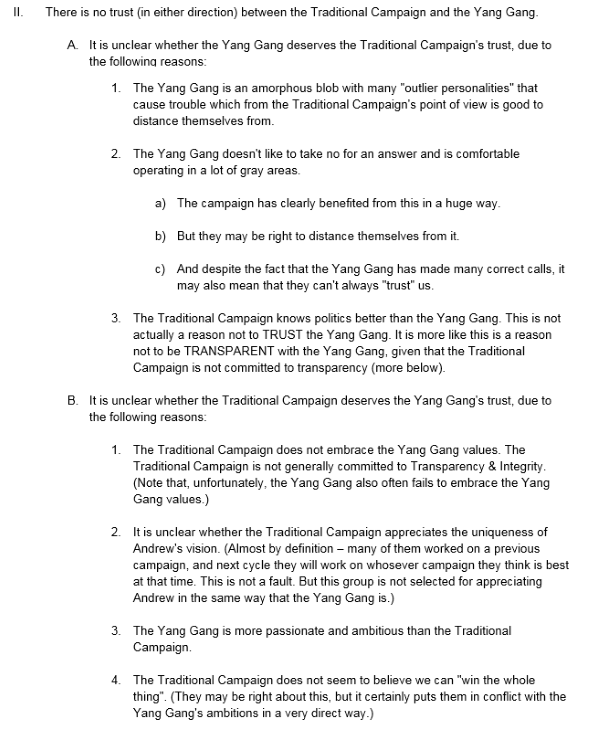 II. There is no trust (in either direction) between the Traditional Campaign and the Yang Gang.
A. It is unclear whether the Yang Gang deserves the Traditional Campaign's trust, due to
the following reasons:
1. The Yang Gang is an amorphous blob with many "outlier personalities" that
cause trouble which from the Traditional Campaign's point of view is good to
distance themselves from.
2. The Yang Gang doesn't like to take no for an answer and is comfortable
operating in a lot of gray areas.
a) The campaign has clearly benefited from this in a huge way.
b) But they may be right to distance themselves from it.
c) And despite the fact that the Yang Gang has made many correct calls, it
may also mean that they can't always "trust" us.
3. The Traditional Campaign knows politics better than the Yang Gang. This is not
actually a reason not to TRUST the Yang Gang. It is more like this is a reason
not to be TRANSPARENT with the Yang Gang, given that the Traditional
Campaign is not committed to transparency (more below).
B. It is unclear whether the Traditional Campaign deserves the Yang Gang's trust, due to
the following reasons:
1. The Traditional Campaign does not embrace the Yang Gang values. The
Traditional Campaign is not generally committed to Transparency & Integrity.
(Note that, unfortunately, the Yang Gang also often fails to embrace the Yang
Gang values.)
2. It is unclear whether the Traditional Campaign appreciates the uniqueness of
Andrew's vision. (Almost by definition – many of them worked on a previous
campaign, and next cycle they will work on whosever campaign they think is best
at that time. This is not a fault. But this group is not selected for appreciating
Andrew in the same way that the Yang Gang is.)
3. The Yang Gang is more passionate and ambitious than the Traditional
Campaign.
4. The Traditional Campaign does not seem to believe we can "win the whole
thing". (They may be right about this, but it certainly puts them in conflict with the
Yang Gang's ambitions in a very direct way.)